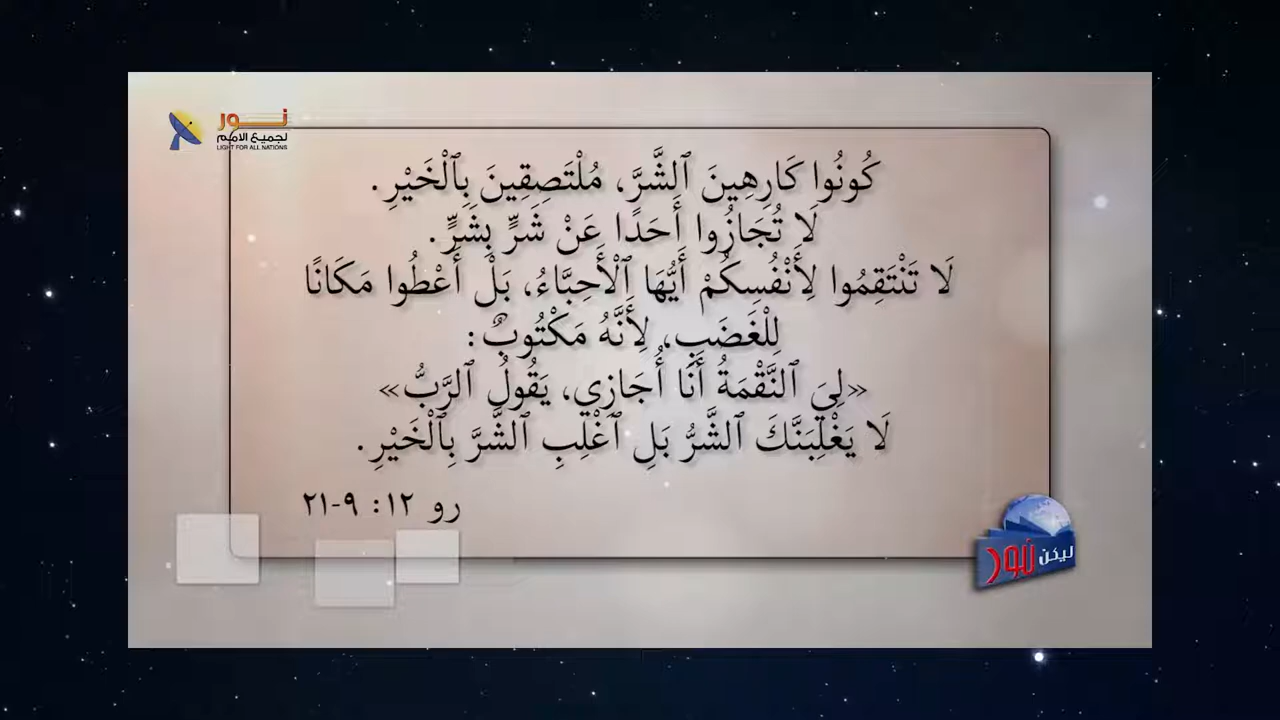 نور
لجميع الامم
LIGHT FOR ALL NATIONS
كُونُوا كَارِهِينَ ٱلشَّرَّ، مُلْتَصِقِينَ بِٱلْخَيْرِ.
لَا تُجَازُوا أَحَدًا عَنْ شَرٍّ بِشَرٍّ.
لَا تَنْتَقِمُوا لِأَنْفُسِكُمْ أَيُّهَا ٱلْأَحِبَّاءُ، بَلْ أَعْطُوا مَكَانًا
لِلْغَضَبِ، لِأَنَّهُ مَكْتُوبٌ:
«لِيَ ٱلنَّقْمَةُ أَنَا أُجَازِي، يَقُولُ ٱلرَّبُّ»
لَا يَغْلِبَنَّكَ ٱلشَّرُّ بَلِ ٱغْلِبِ ٱلشَّرَّ بِٱلْخَيْرِ.
رو ١٢: ٩-٢١
ليكن نور